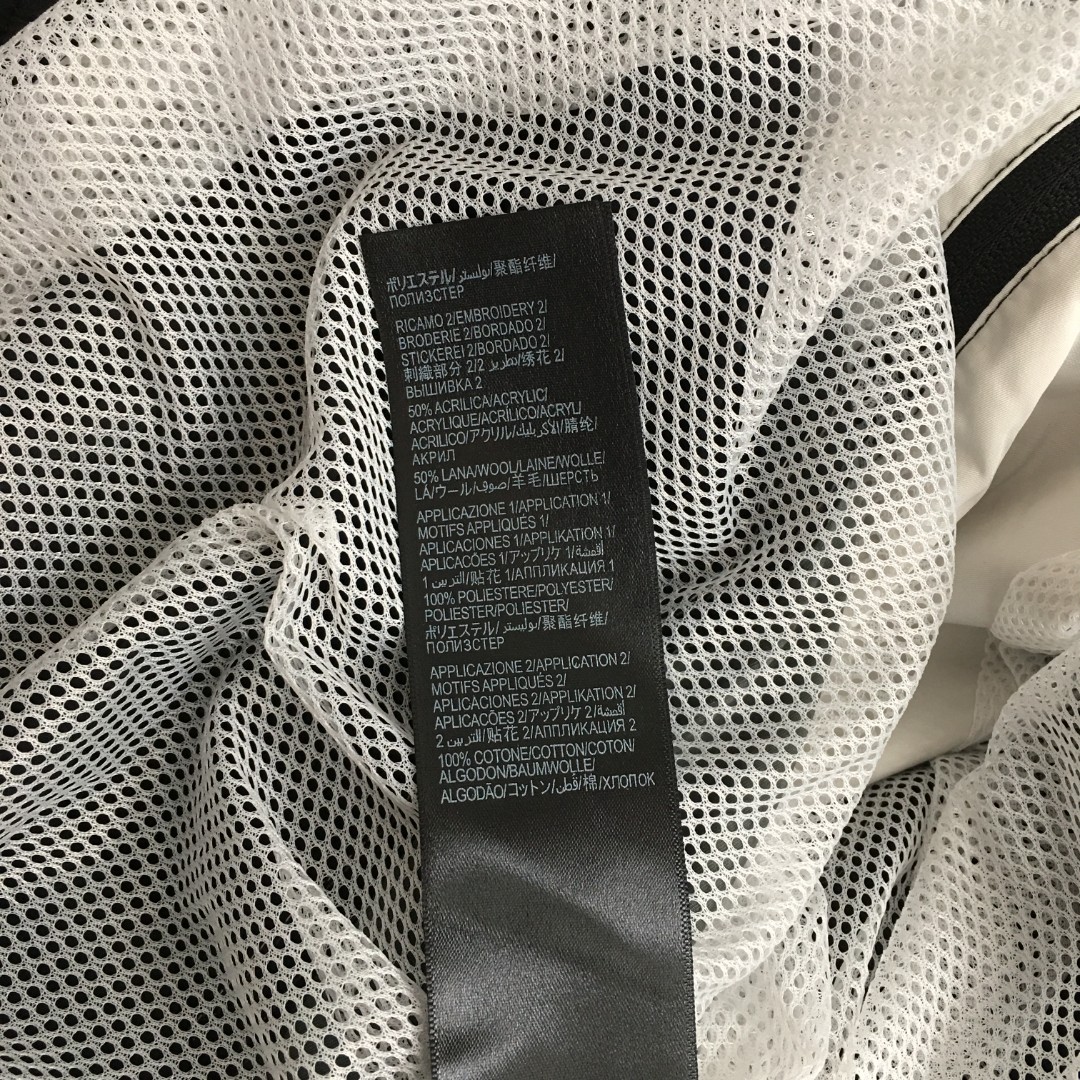 ポリエステル/بوليستر/聚酯纤维/
ПОЛИЭСТЕР
RICAMO 2/EMBROIDERY 2/
BRODERIE 2/BORDADO 2/
STICKEREI 2/BORDADO 2/
刺繍部分 2/2 تطريز/绣花 2/
ВЫШИВКА 2
50% ACRILICA/ACRYLIC/
ACRYLIQUE/ACRÍLICO/ACRYL/
ACRILICO/アクリル/الأكريليك/腈纶/
АКРИЛ
50% LANA/WOOL/LAINE/WOLLE/
LÃ/ウール/صوف/羊毛/ШЕРСТЬ
APPLICAZIONE 1/APPLICATION 1/
MOTIFS APPLIQUÉS 1/
APLICACIONES 1/APPLIKATION 1/
APLICAÇÕES 1/アップリケ 1/أقمشة
1 التزيين/贴花 1/АППЛИКАЦИЯ 1
100% POLIESTERE/POLYESTER/
POLIESTER/POLIESTER/
ポリエステル/بوليستر/聚酯纤维/
ПОЛИЭСТЕР
APPLICAZIONE 2/APPLICATION 2/
MOTIFS APPLIQUÉS 2/
APLICACIONES 2/APPLIKATION 2/
APLICAÇÕES 2/アップリケ 2/أقمشة
2 التزيين/贴花 2/АППЛИКАЦИЯ 2
100% COTONE/COTTON/COTON/
ALGODON/BAUMWOLLE/
ALGODÃO/コットン/قطن/棉/ХЛОПОК